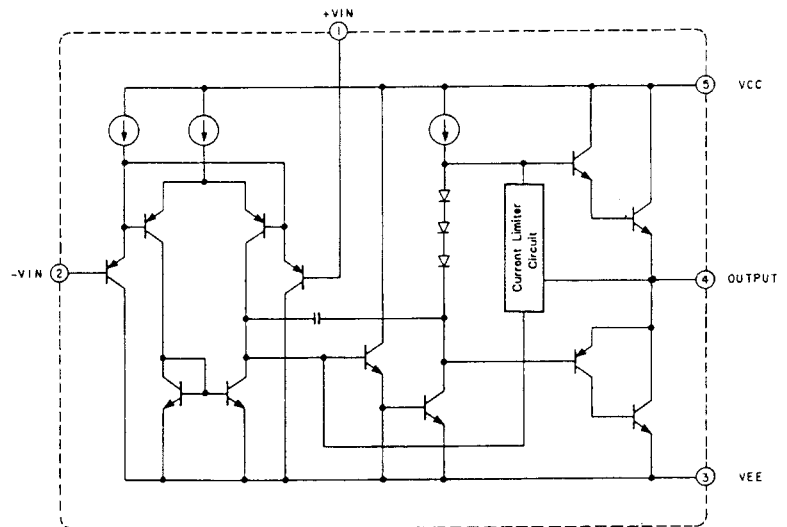 +VIN
1
5 VCC
-VIN 2
Current Limiter
Circuit
4 OUTPUT
3 VEE